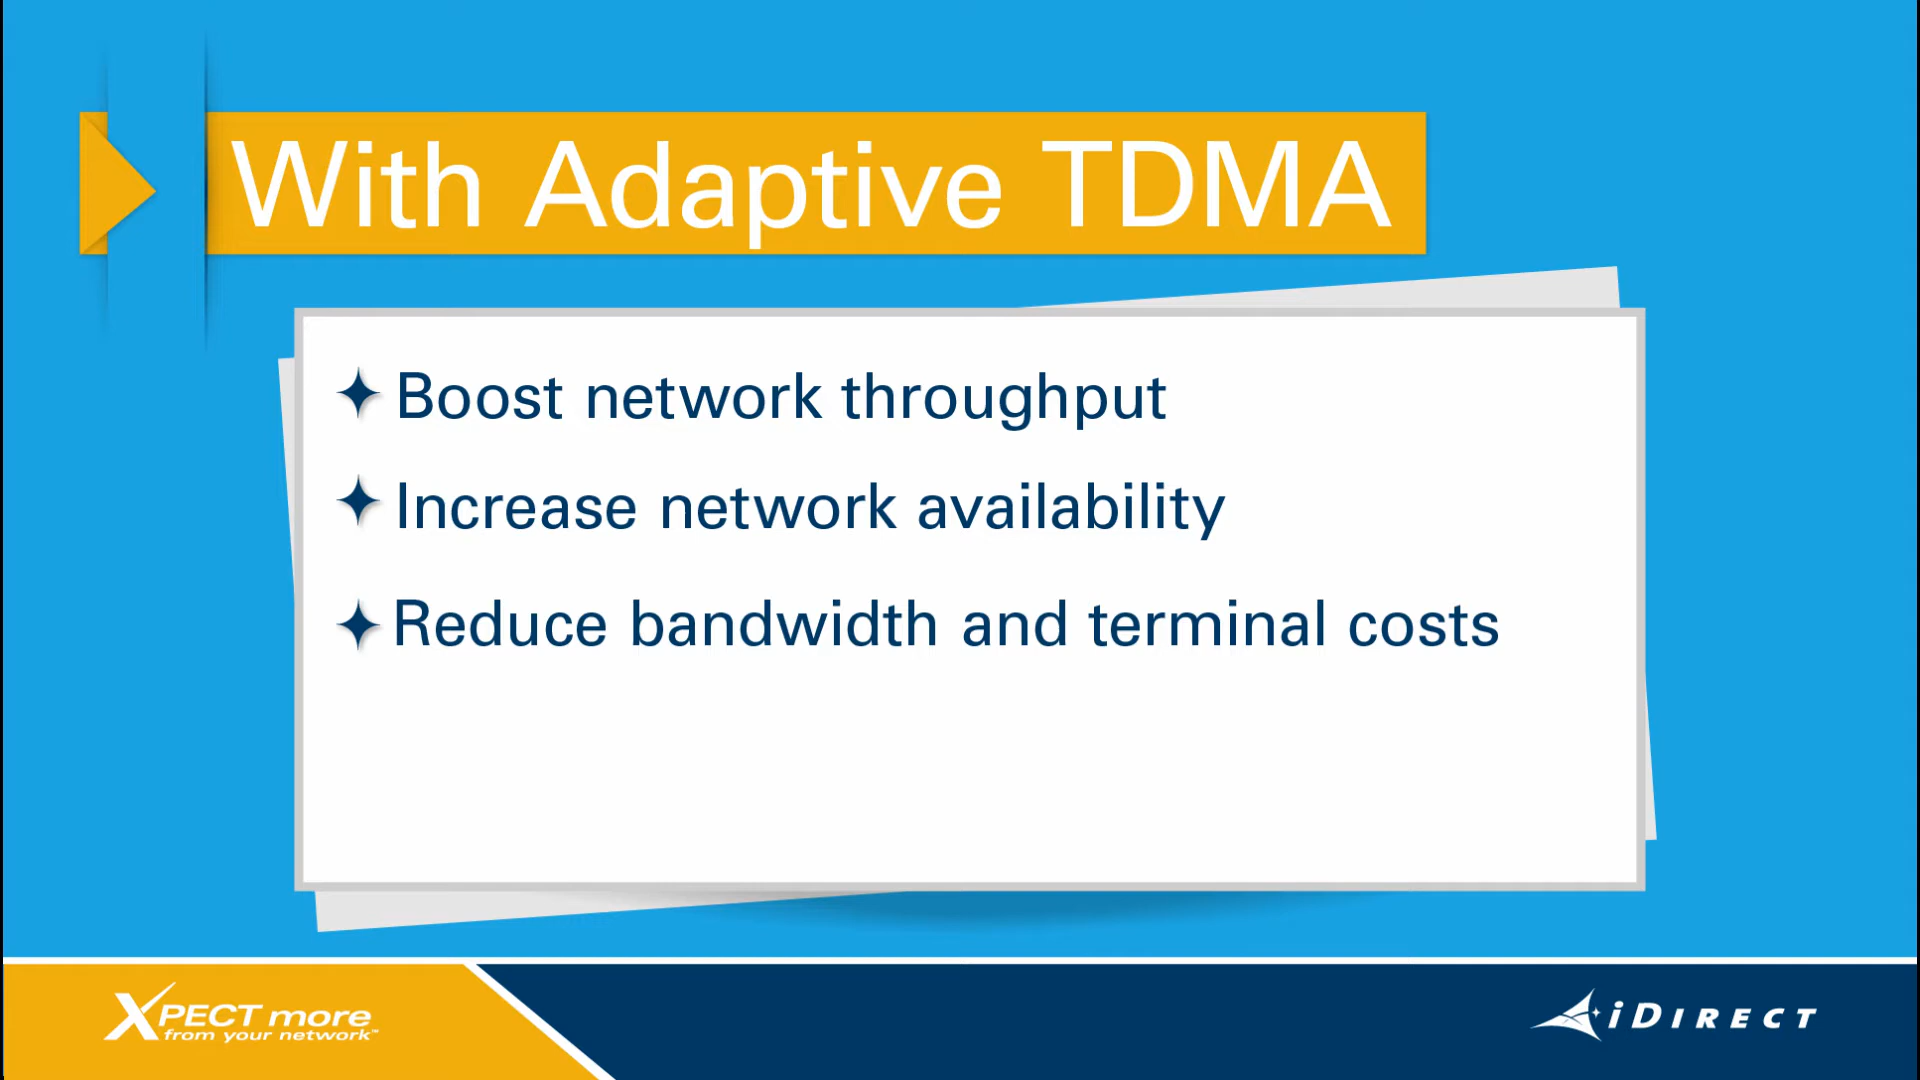 With Adaptive TDMA
Boost network throughput
Increase network availability
Reduce bandwidth and terminal costs
XPECT more
from your network™
iDIRECT